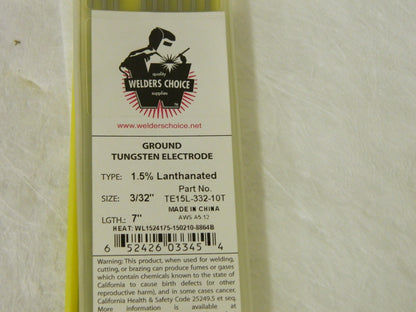 quality
WELDERS CHOICE
supplies
www.welderschoice.net
GROUND
TUNGSTEN ELECTRODE
TYPE: 1.5% Lanthanated
Part No.
SIZE: 3/32" TE15L-332-10T
MADE IN CHINA
LGTH.: 7" AWS A5.12
HEAT: WL1524175-150210-8864B
6 52426 03345 4
Warning: This product, when used for welding,
cutting, or brazing can produce fumes or gases
which contain chemicals known to the state of
California to cause birth defects (or other
reproductive harm), and in some cases cancer.
California Health & Safety Code 25249.5 et seq.
More information is available at